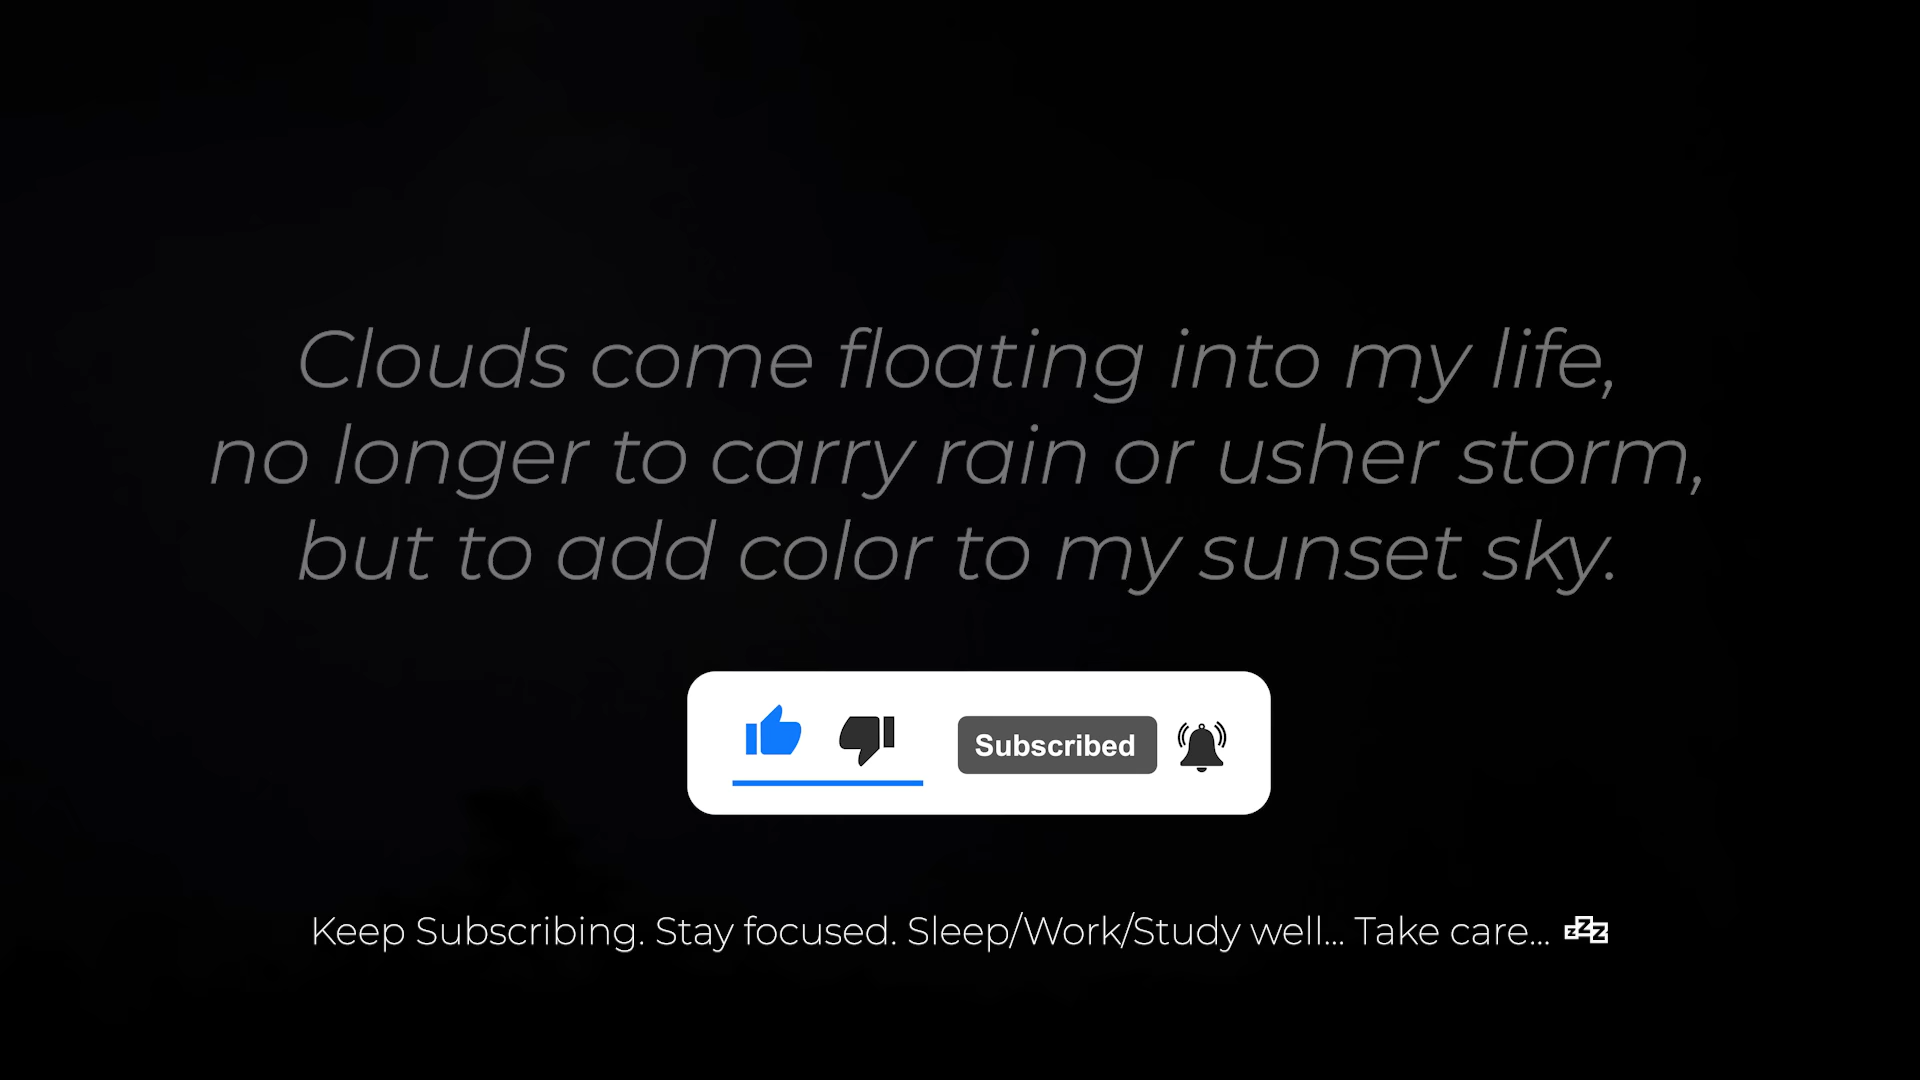 Clouds come floating into my life,
no longer to carry rain or usher storm,
but to add color to my sunset sky.
Subscribed
Keep Subscribing. Stay focused. Sleep/Work/Study well... Take care... 💤